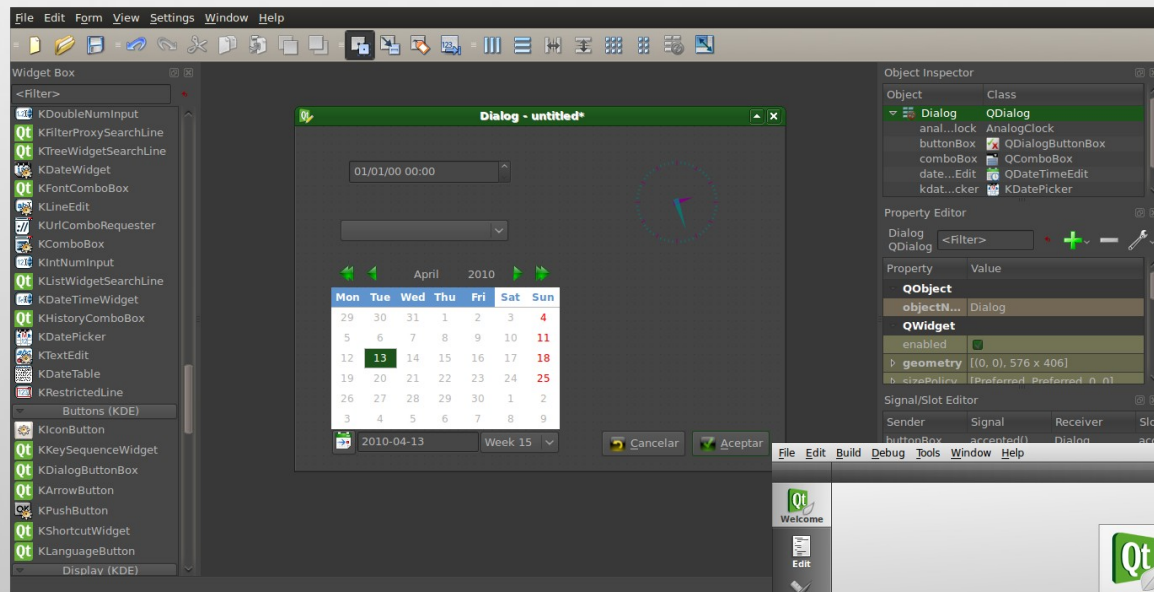 File Edit Form View Settings Window Help
Widget Box
<Filter>
KDoubleNumInput
KFilterProxySearchLine
KTreeWidgetSearchLine
KDateWidget
KFontComboBox
KLineEdit
KUrlComboRequester
KComboBox
KIntNumInput
KListWidgetSearchLine
KDateTimeWidget
KHistoryComboBox
KDatePicker
KTextEdit
KDateTable
KRestrictedLine
Buttons (KDE)
KIconButton
KKeySequenceWidget
KDialogButtonBox
KArrowButton
KPushButton
KShortcutWidget
KLanguageButton
Display (KDE)
Dialog - untitled*
01/01/00 00:00
April 2010
Mon Tue Wed Thu Fri Sat Sun
29 30 31 1 2 3 4
5 6 7 8 9 10 11
12 13 14 15 16 17 18
19 20 21 22 23 24 25
26 27 28 29 30 1 2
3 4 5 6 7 8 9
2010-04-13 Week 15
Cancelar Aceptar
Object Inspector
Object Class
Dialog QDialog
anal...lock AnalogClock
buttonBox QDialogButtonBox
comboBox QComboBox
date...Edit QDateTimeEdit
kdat...cker KDatePicker
Property Editor
Dialog
QDialog
<Filter>
Property Value
QObject
objectN... Dialog
QWidget
enabled
geometry [(0, 0), 576 x 406]
sizePolicy [Preferred, Preferred, 0, 0]
Signal/Slot Editor
Sender Signal Receiver Slo
buttonBox accepted() Dialog acc
File Edit Build Debug Tools Window Help
Qt
Welcome
Edit
Qt